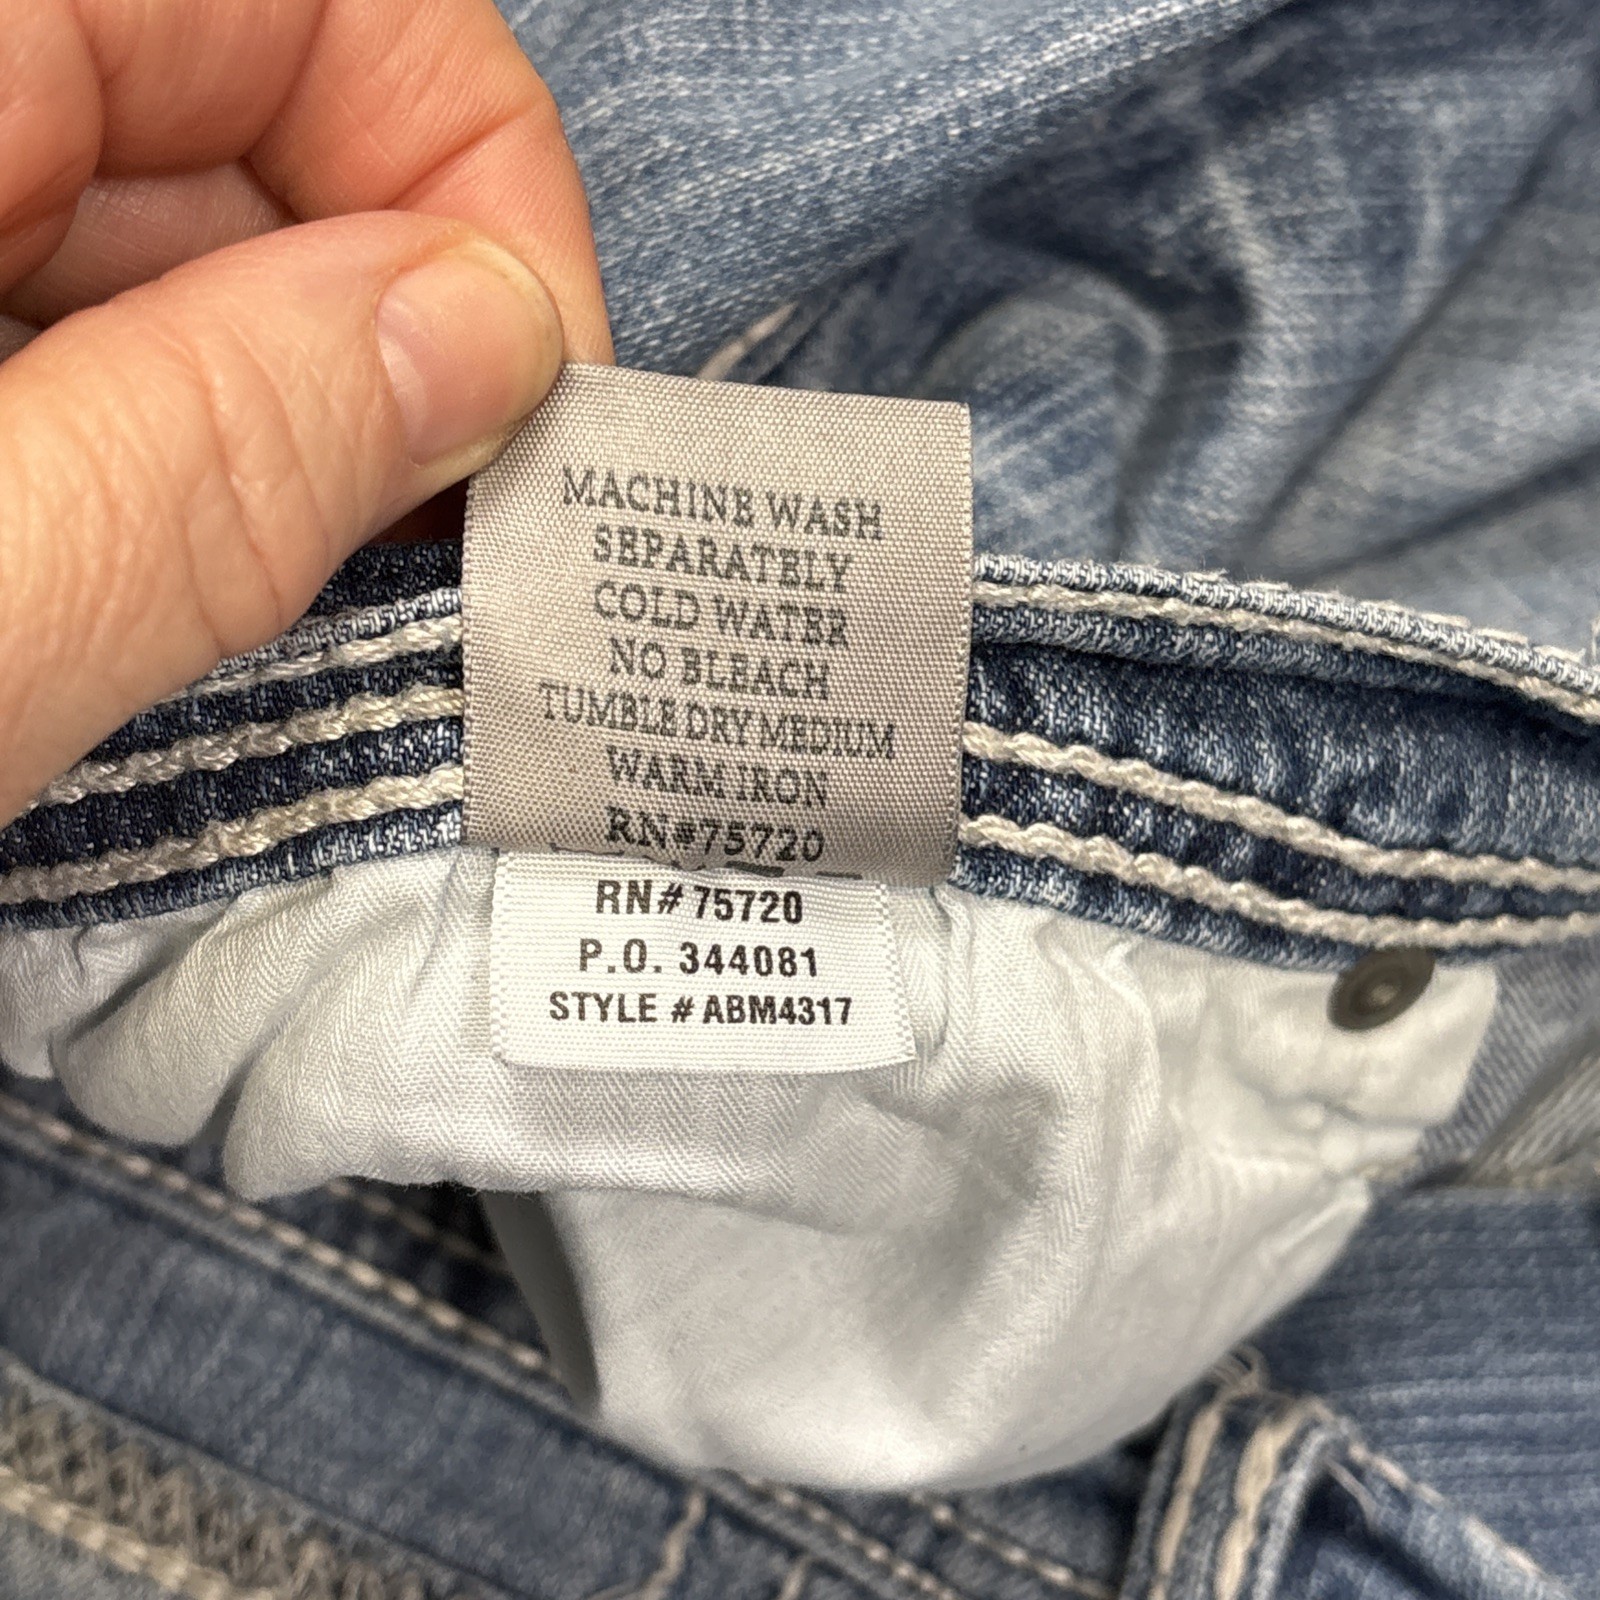 MACHINE WASH
SEPARATELY
COLD WATER
NO BLEACH
TUMBLE DRY MEDIUM
WARM IRON
RN#75720
RN# 75720
P.O. 344081
STYLE # ABM4317